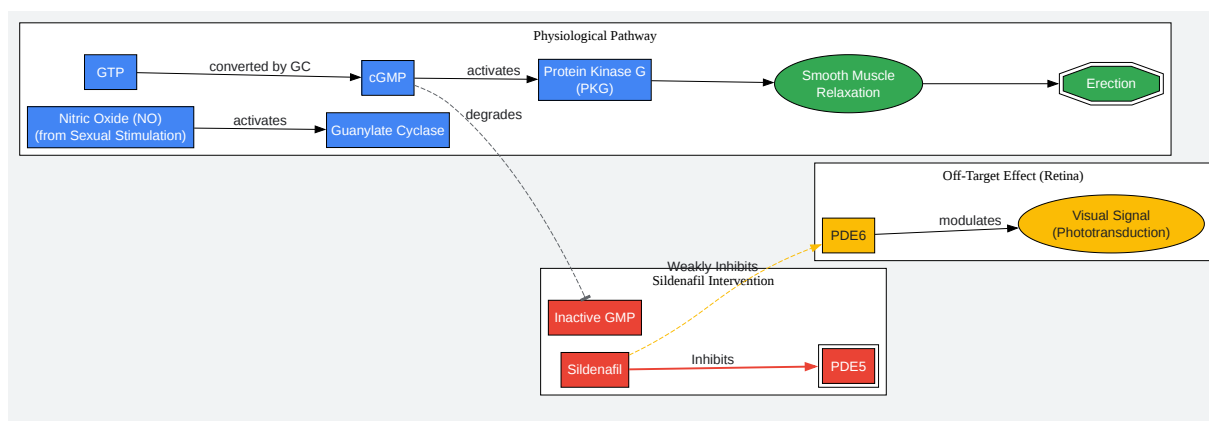 Physiological Pathway
GTP
converted by GC
cGMP
activates
Protein Kinase G
(PKG)
Smooth Muscle
Relaxation
Erection
Nitric Oxide (NO)
(from Sexual Stimulation)
activates
Guanylate Cyclase
degrades
Off-Target Effect (Retina)
PDE6
modulates
Visual Signal
(Phototransduction)
Weakly Inhibits
Sildenafil Intervention
Inactive GMP
Sildenafil
Inhibits
PDE5